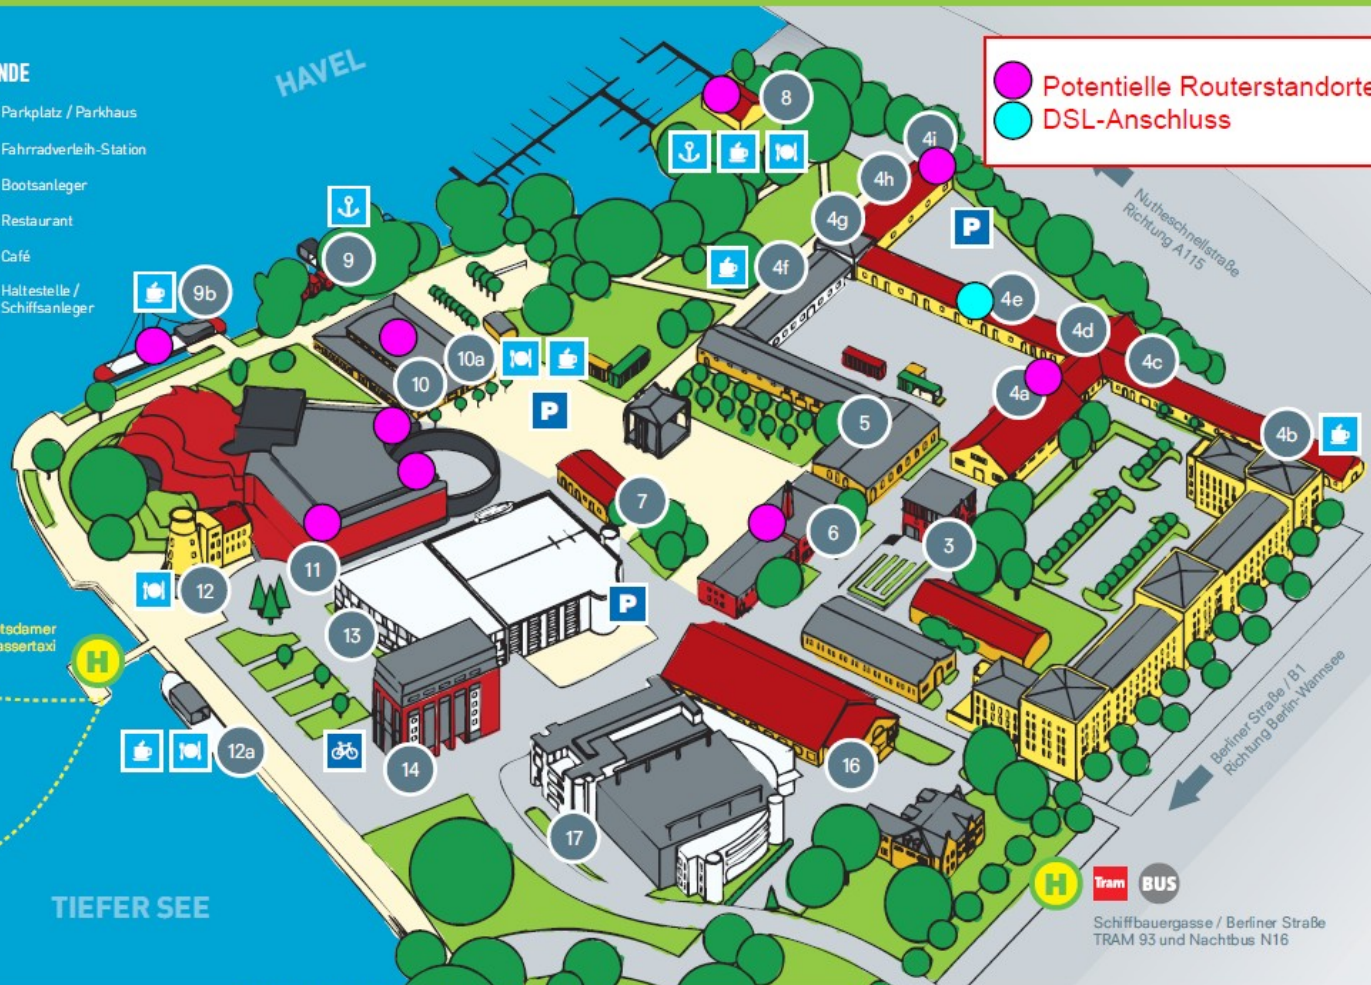 HAVEL
NDE
Parkplatz / Parkhaus
Fahrradverleih-Station
Bootsanleger
Restaurant
Café
Haltestelle /
Schiffsanleger
Potentielle Routerstandorte
DSL-Anschluss
8
4i
4h
4g
4f
P
Nutheschnellstraße
Richtung A115
9
9b
4e
4d
4c
4a
4b
10a
10
P
5
7
6
3
11
12
13
P
tsdamer
assertaxi
H
12a
14
16
17
Berliner Straße / B1
Richtung Berlin-Wannsee
TIEFER SEE
H
Tram
BUS
Schiffbauergasse / Berliner Straße
TRAM 93 und Nachtbus N16